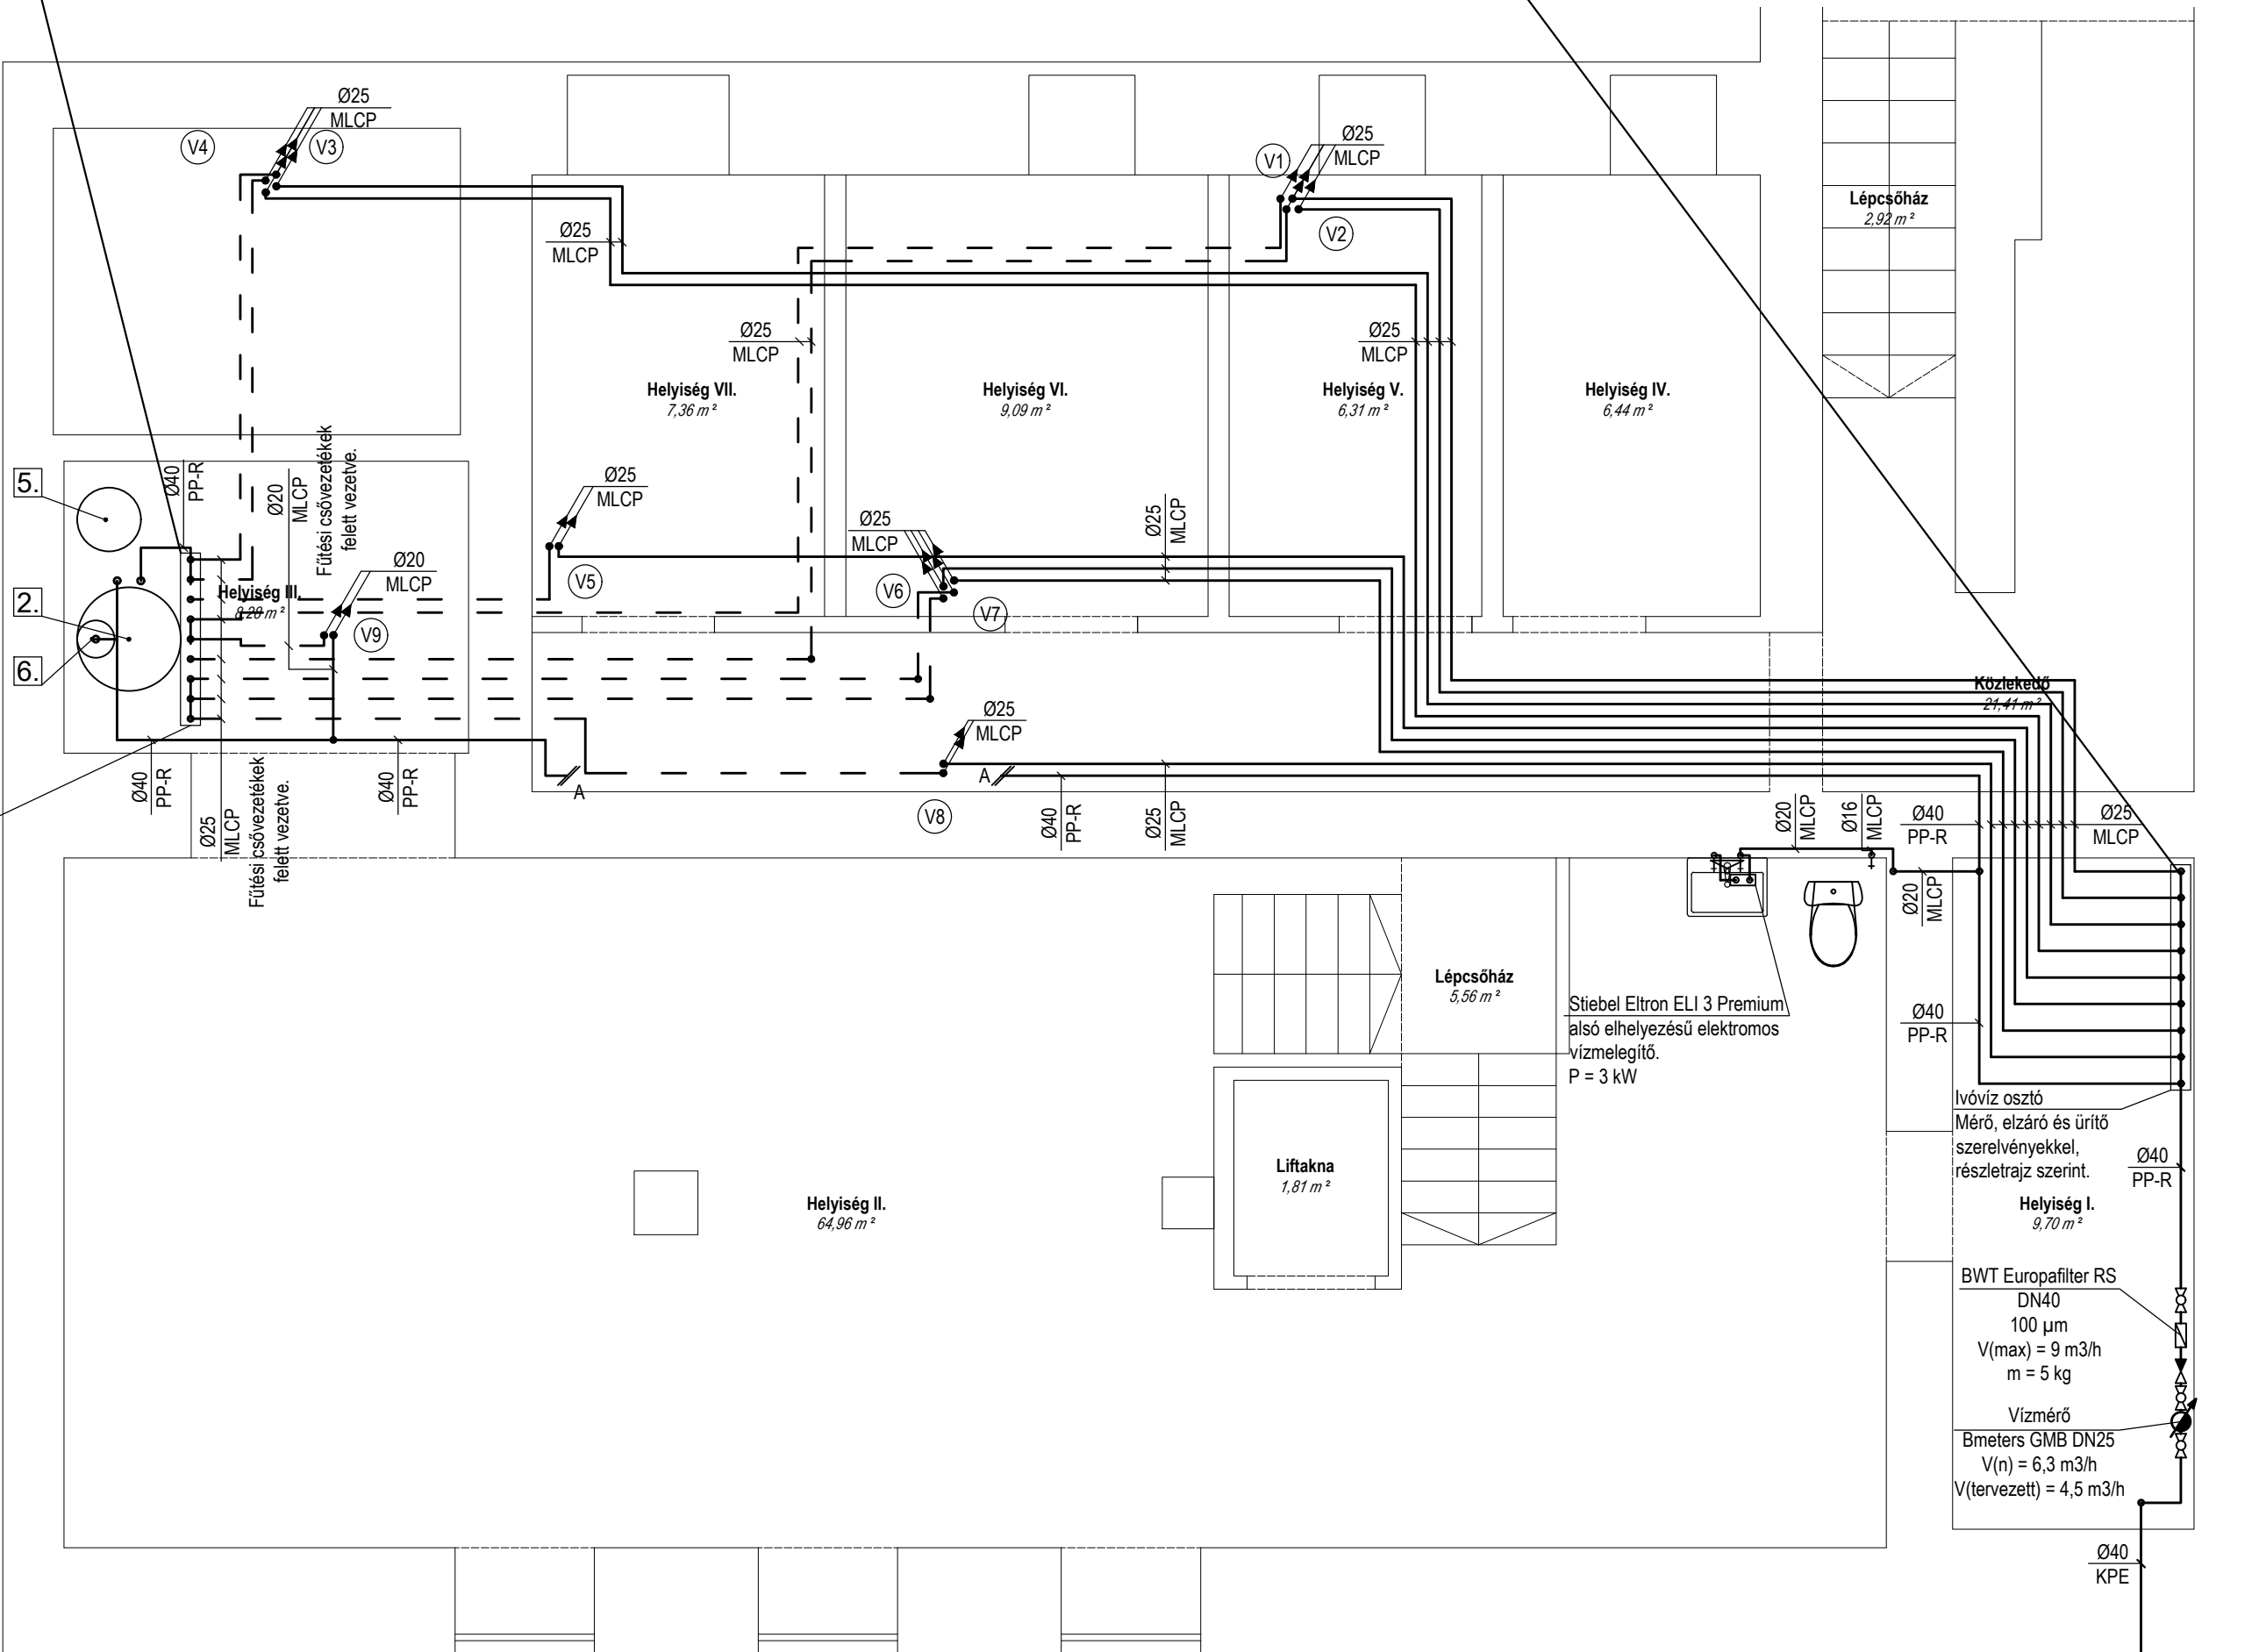 Ø25
MLCP
V4
V3
Ø25
MLCP
V1
V2
Lépcsőház
2,92 m²
Ø25
MLCP
Ø25
MLCP
Ø25
MLCP
Helyiség VII.
7,36 m²
Helyiség VI.
9,09 m²
Helyiség V.
6,31 m²
Helyiség IV.
6,44 m²
5.
2.
6.
Ø40
PP-R
Ø20
MLCP
Fűtési csővezetékek
felett vezetve.
Ø25
MLCP
V5
Ø25
MLCP
V6
V7
Ø25
MLCP
Helyiség III.
8,28 m²
Ø20
MLCP
V9
Közlekedő
21,41 m²
Ø25
MLCP
V8
A
A
Ø40
PP-R
Ø25
MLCP
Fűtési csővezetékek
felett vezetve.
Ø40
PP-R
Ø40
PP-R
Ø25
MLCP
Ø20
MLCP
Ø16
MLCP
Ø40
PP-R
Ø25
MLCP
Ø20
MLCP
Lépcsőház
5,56 m²
Stiebel Eltron ELI 3 Premium
alsó elhelyezésű elektromos
vízmelegítő.
P = 3 kW
Ø40
PP-R
Ivóvíz osztó
Mérő, elzáró és ürítő
szerelvényekkel,
részletrajz szerint.
Ø40
PP-R
Liftakna
1,81 m²
Helyiség II.
64,96 m²
Helyiség I.
9,70 m²
BWT Europafilter RS
DN40
100 µm
V(max) = 9 m3/h
m = 5 kg
Vízmérő
Bmeters GMB DN25
V(n) = 6,3 m3/h
V(tervezett) = 4,5 m3/h
Ø40
KPE